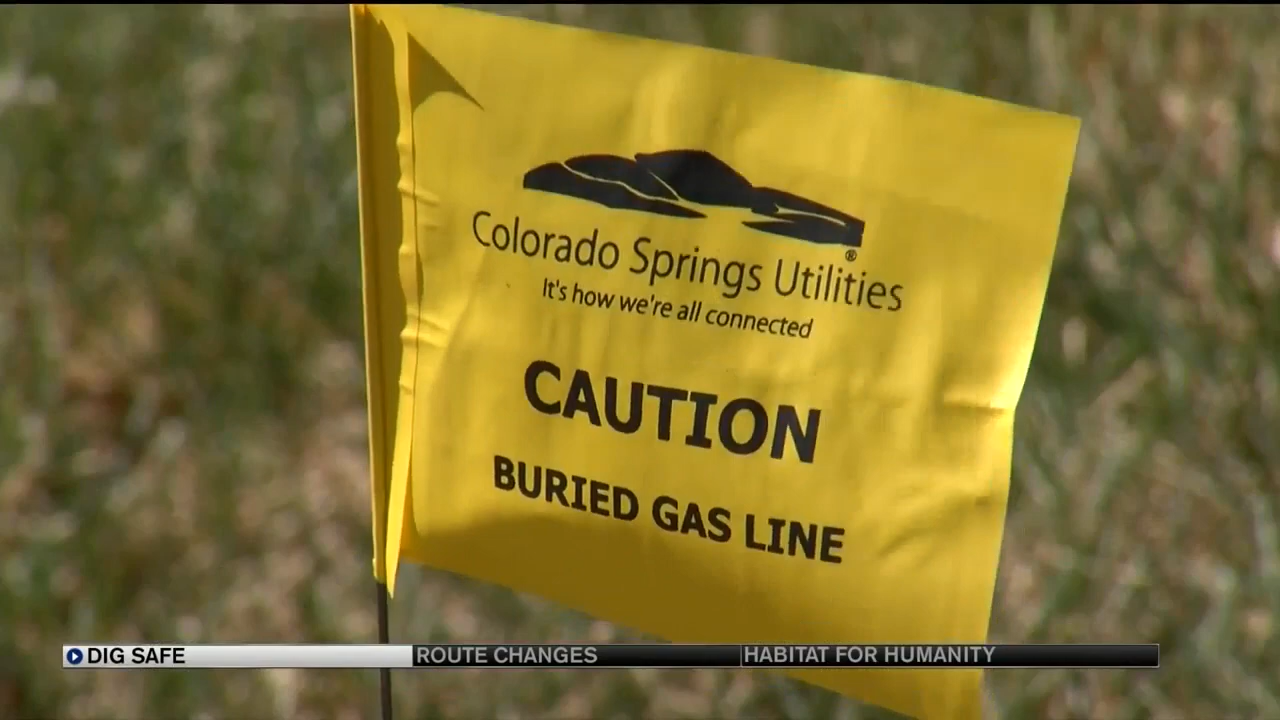 Colorado Springs Utilities®
It's how we're all connected
CAUTION
BURIED GAS LINE
DIG SAFE
ROUTE CHANGES
HABITAT FOR HUMANITY